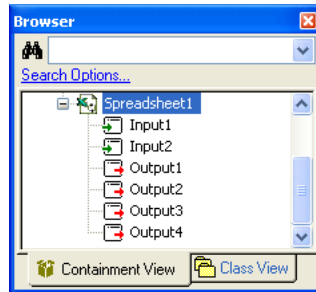 Browser
Search Options...
Spreadsheet1
Input1
Input2
Output1
Output2
Output3
Output4
Containment View
Class View